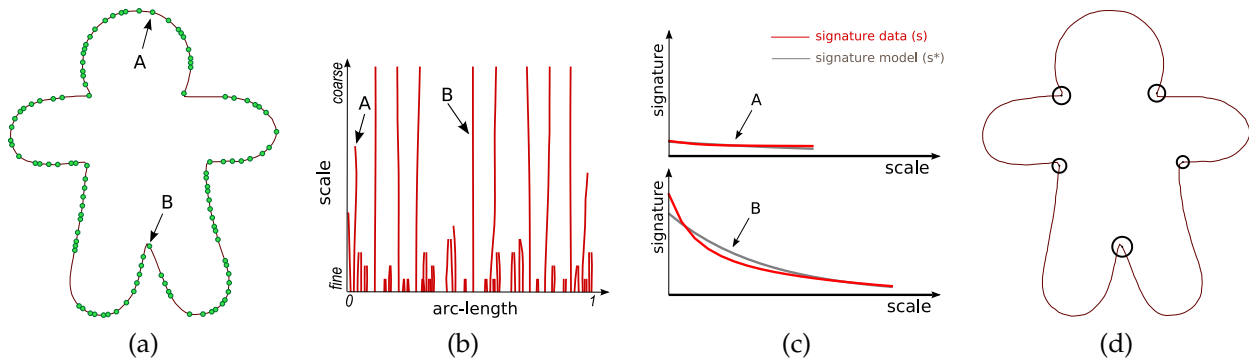 A
B
(a)
coarse
scale
fine
A
B
0
1
arc-length
(b)
signature data (s)
signature model (s*)
signature
A
scale
signature
B
scale
(c)
(d)